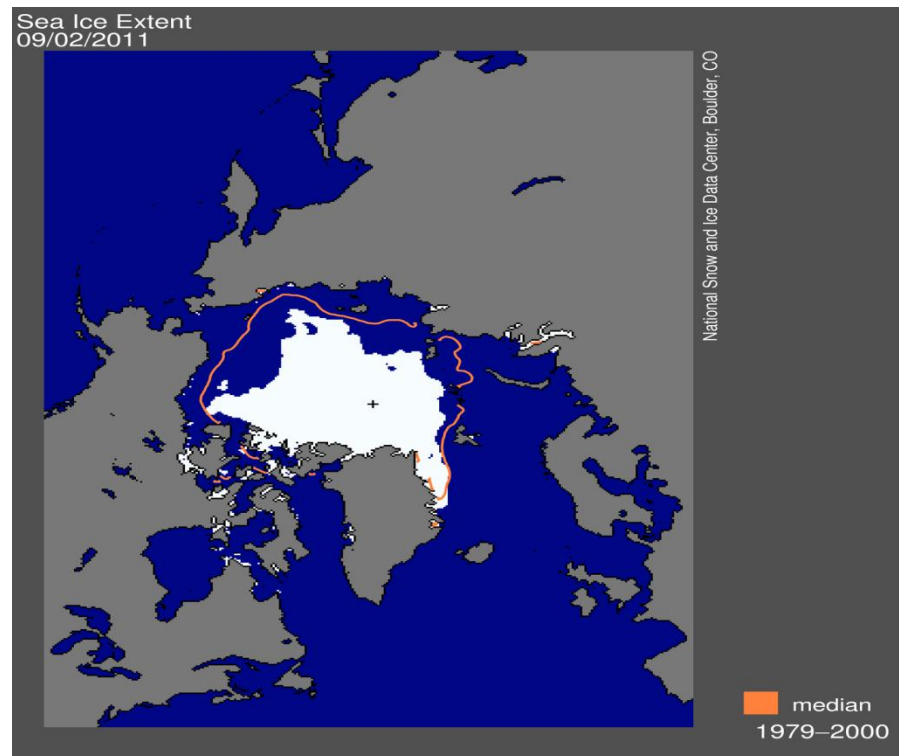 Sea Ice Extent
09/02/2011
National Snow and Ice Data Center, Boulder, CO
median
1979–2000